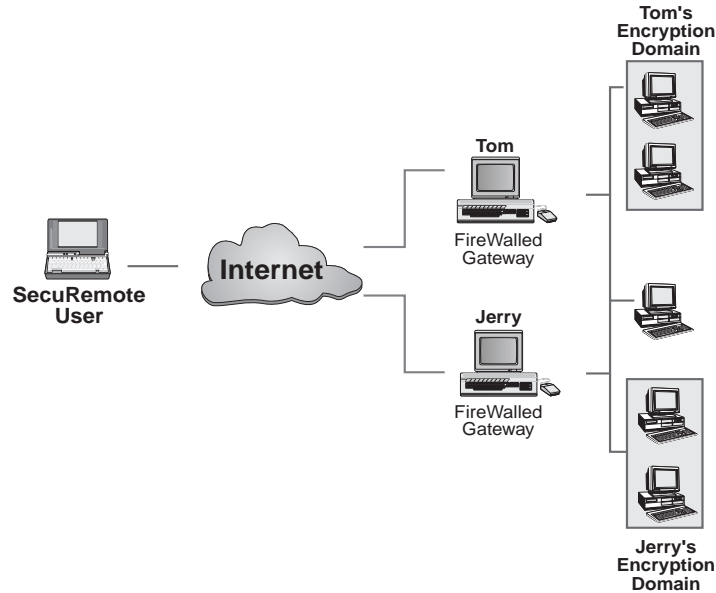 Tom's
Encryption
Domain
Tom
FireWalled
Gateway
Internet
SecuRemote
User
Jerry
FireWalled
Gateway
Jerry's
Encryption
Domain